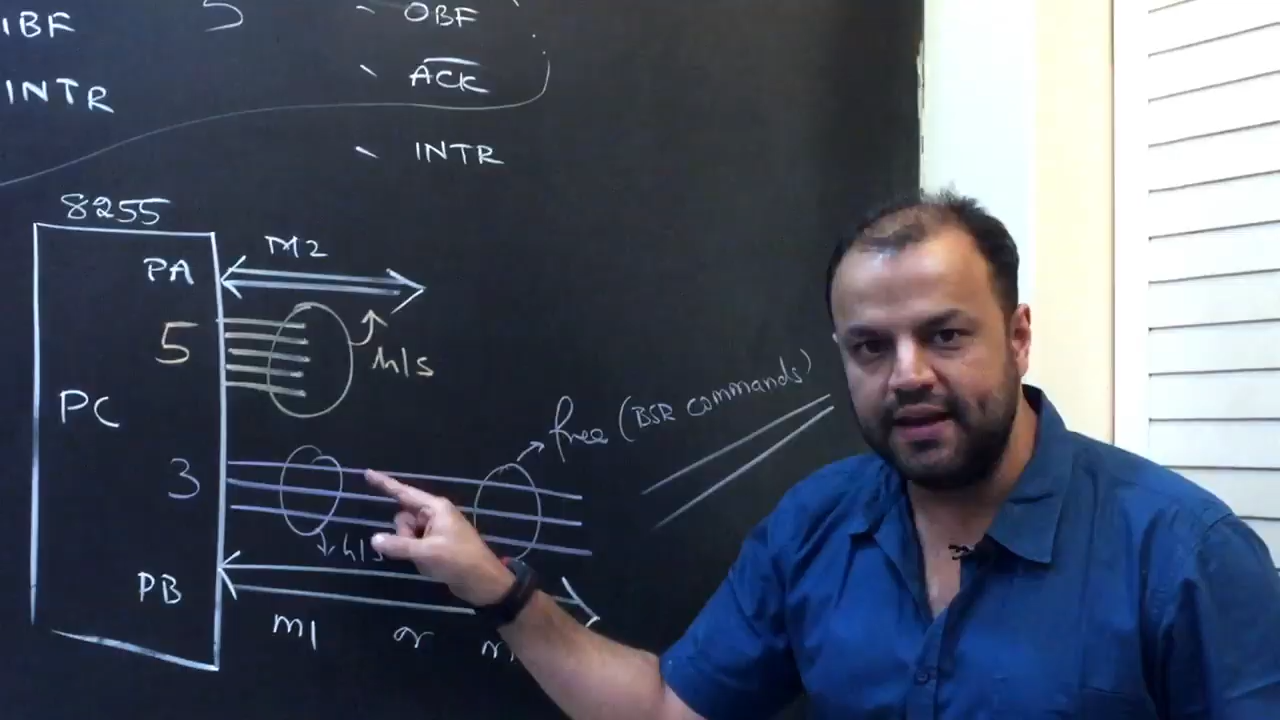 IBF
5
- OBF
- ACK
INTR
- INTR
8255
M2
PA
5
h/s
PC
free (BSR commands)
3
h/s
PB
m1
or